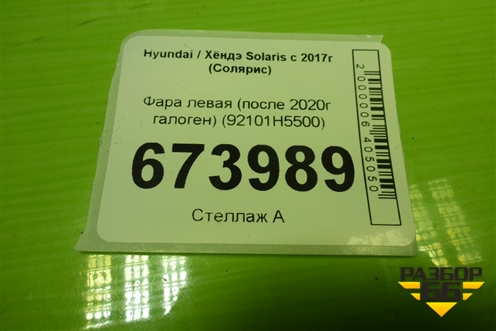 Hyundai / Хёндэ Solaris с 2017г
(Солярис)
Фара левая (после 2020г
галоген) (92101H5500)
673989
Стеллаж А
2000006405050
РАЗБОР
66